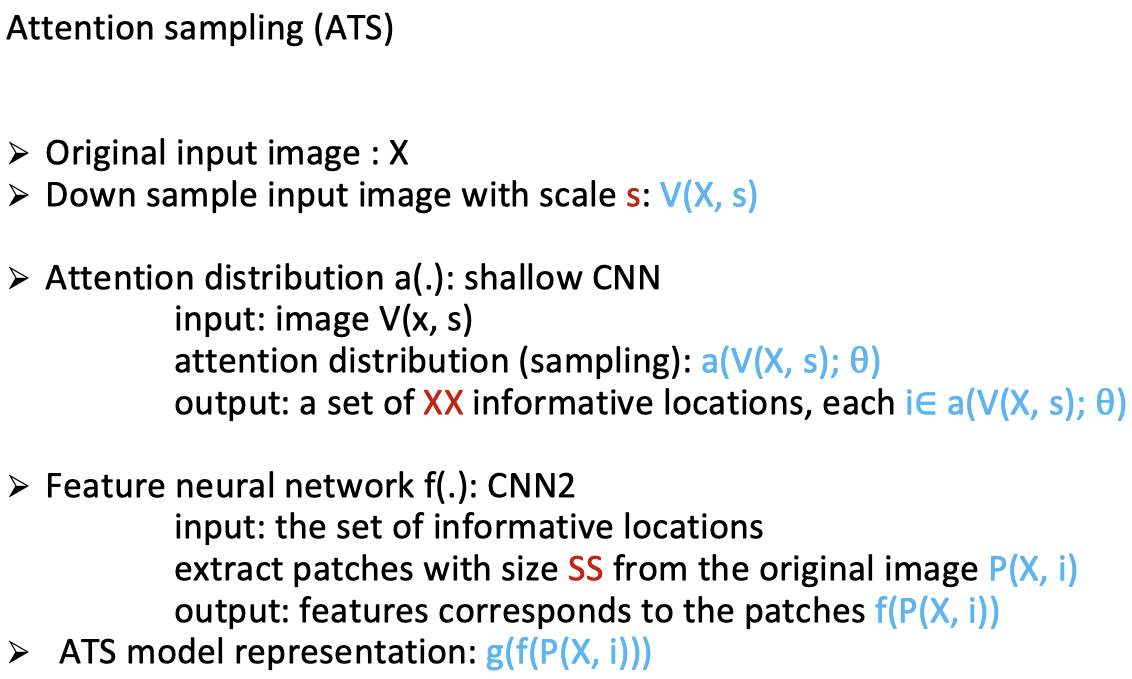 Attention sampling (ATS)
➢ Original input image : X
➢ Down sample input image with scale s: V(X, s)
➢ Attention distribution a(.): shallow CNN
input: image V(x, s)
attention distribution (sampling): a(V(X, s); θ)
output: a set of XX informative locations, each i∈ a(V(X, s); θ)
➢ Feature neural network f(.): CNN2
input: the set of informative locations
extract patches with size SS from the original image P(X, i)
output: features corresponds to the patches f(P(X, i))
➢ ATS model representation: g(f(P(X, i)))